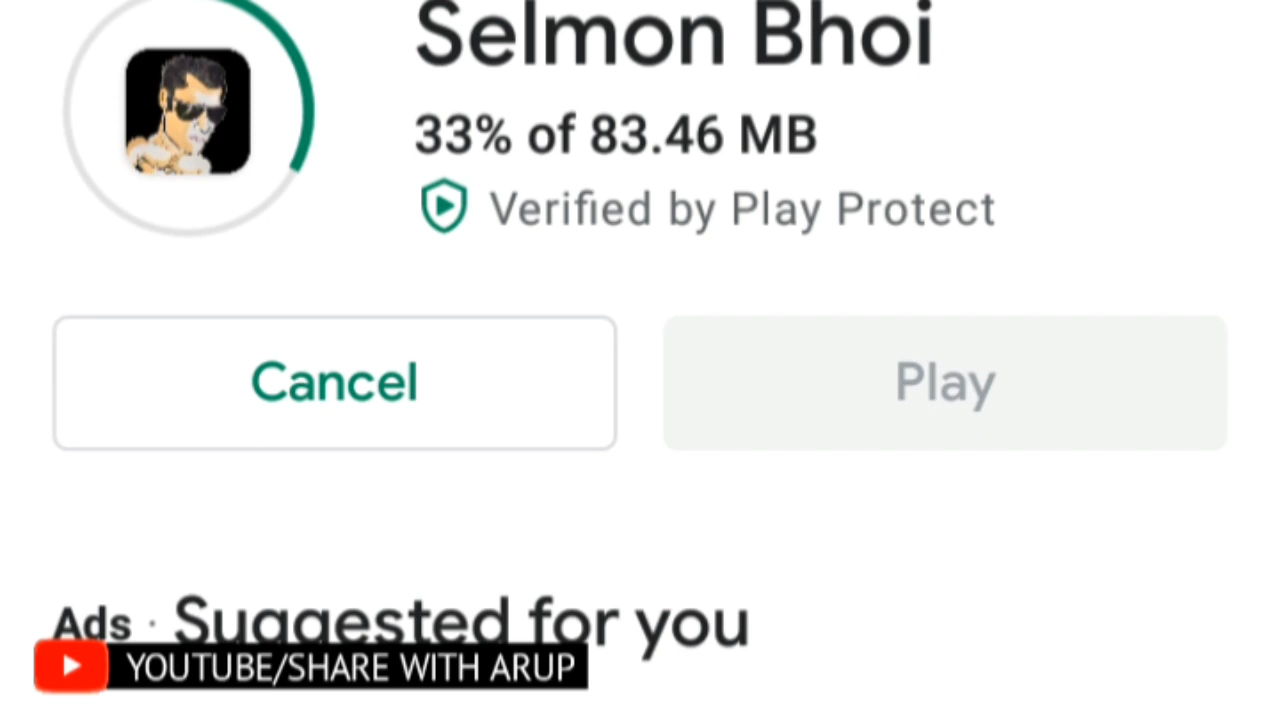 Selmon Bhoi
33% of 83.46 MB
Verified by Play Protect
Cancel
Play
Ads · Suggested for you
YOUTUBE/SHARE WITH ARUP